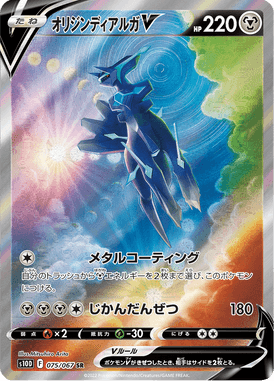 たね
オリジンディアルガV
HP 220
メタルコーティング
自分のトラッシュからエネルギーを2枚まで選び、このポケモン
につける。
じかんだんぜつ 180
弱点 ×2 抵抗力 -30 にげる
Illus. Mitsuhiro Arita
Vルール
s10D F 075/067 SR
ポケモンVがきぜつしたとき、相手はサイドを2枚とる。